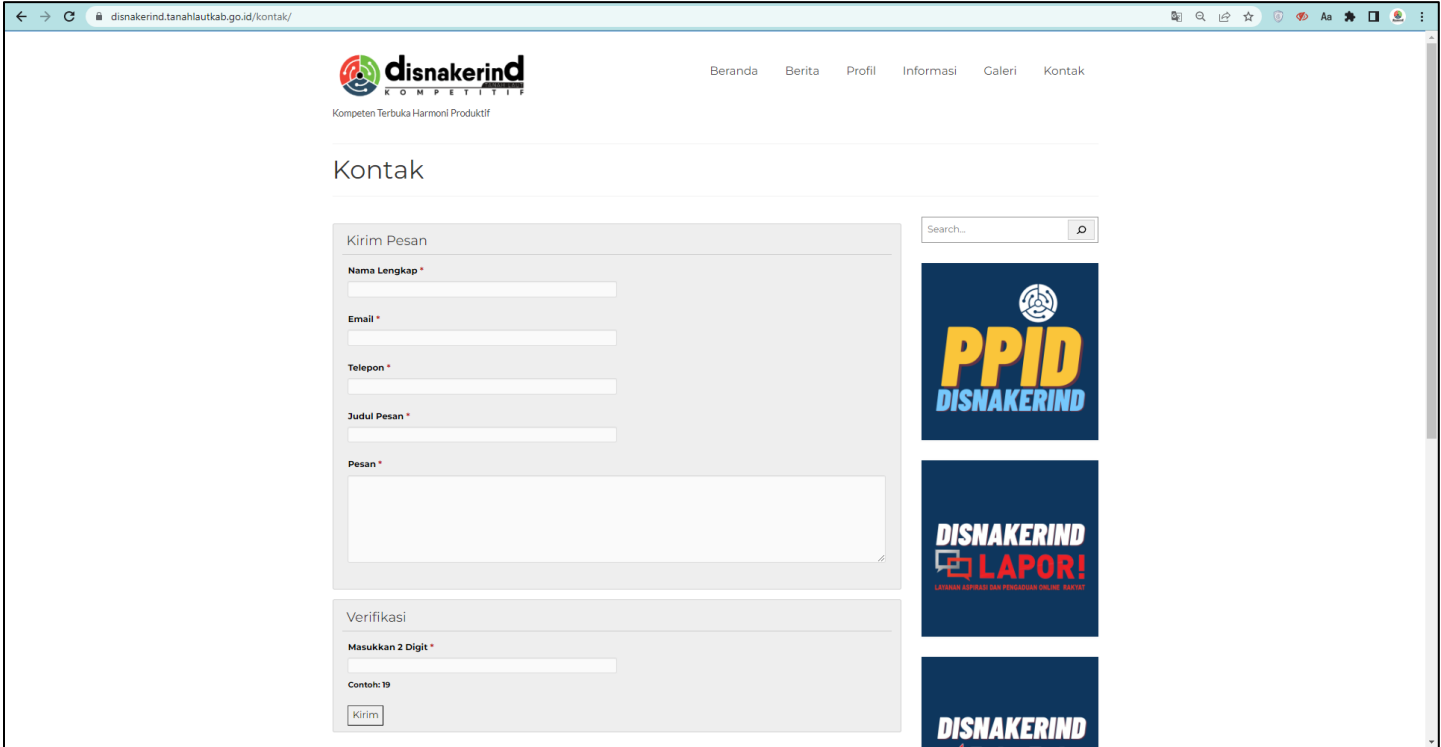 disnakerind.tanahlautkab.go.id/kontak/
disnakerind
KOMPETITIF
Kompeten Terbuka Harmoni Produktif
Beranda Berita Profil Informasi Galeri Kontak
Kontak
Kirim Pesan
Nama Lengkap *
Email *
Telepon *
Judul Pesan *
Pesan *
Verifikasi
Masukkan 2 Digit *
Contoh: 19
Kirim
Search...
PPID
DISNAKERIND
DISNAKERIND
LAPOR!
LAYANAN ASPIRASI DAN PENGADUAN ONLINE RAKYAT
DISNAKERIND